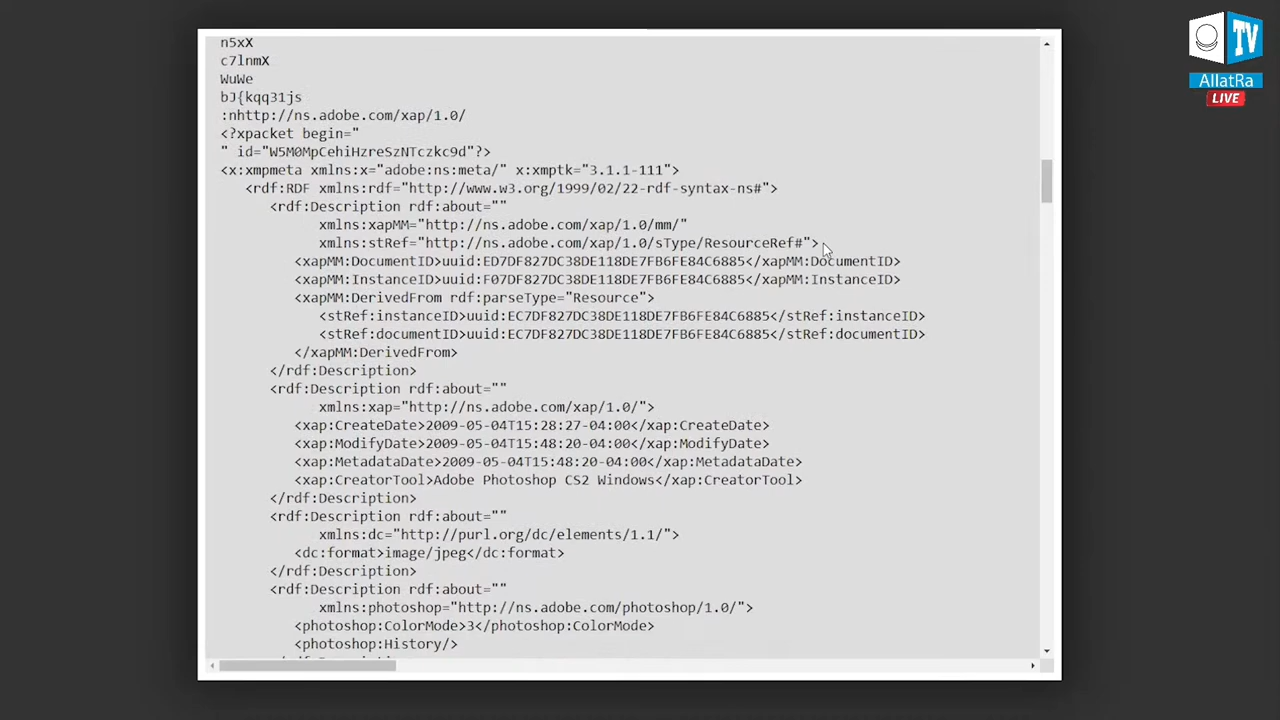 n5xX
c7lnmX
WuWe
bJ{kqq31js
:nhttp://ns.adobe.com/xap/1.0/
<?xpacket begin="
" id="W5M0MpCehiHzreSzNTczkc9d"?>
<x:xmpmeta xmlns:x="adobe:ns:meta/" x:xmptk="3.1.1-111">
<rdf:RDF xmlns:rdf="http://www.w3.org/1999/02/22-rdf-syntax-ns#">
<rdf:Description rdf:about=""
xmlns:xapMM="http://ns.adobe.com/xap/1.0/mm/"
xmlns:stRef="http://ns.adobe.com/xap/1.0/sType/ResourceRef#">
<xapMM:DocumentID>uuid:ED7DF827DC38DE118DE7FB6FE84C6885</xapMM:DocumentID>
<xapMM:InstanceID>uuid:F07DF827DC38DE118DE7FB6FE84C6885</xapMM:InstanceID>
<xapMM:DerivedFrom rdf:parseType="Resource">
<stRef:instanceID>uuid:EC7DF827DC38DE118DE7FB6FE84C6885</stRef:instanceID>
<stRef:documentID>uuid:EC7DF827DC38DE118DE7FB6FE84C6885</stRef:documentID>
</xapMM:DerivedFrom>
</rdf:Description>
<rdf:Description rdf:about=""
xmlns:xap="http://ns.adobe.com/xap/1.0/">
<xap:CreateDate>2009-05-04T15:28:27-04:00</xap:CreateDate>
<xap:ModifyDate>2009-05-04T15:48:20-04:00</xap:ModifyDate>
<xap:MetadataDate>2009-05-04T15:48:20-04:00</xap:MetadataDate>
<xap:CreatorTool>Adobe Photoshop CS2 Windows</xap:CreatorTool>
</rdf:Description>
<rdf:Description rdf:about=""
xmlns:dc="http://purl.org/dc/elements/1.1/">
<dc:format>image/jpeg</dc:format>
</rdf:Description>
<rdf:Description rdf:about=""
xmlns:photoshop="http://ns.adobe.com/photoshop/1.0/">
<photoshop:ColorMode>3</photoshop:ColorMode>
<photoshop:History/>
TV
AllatRa
LIVE